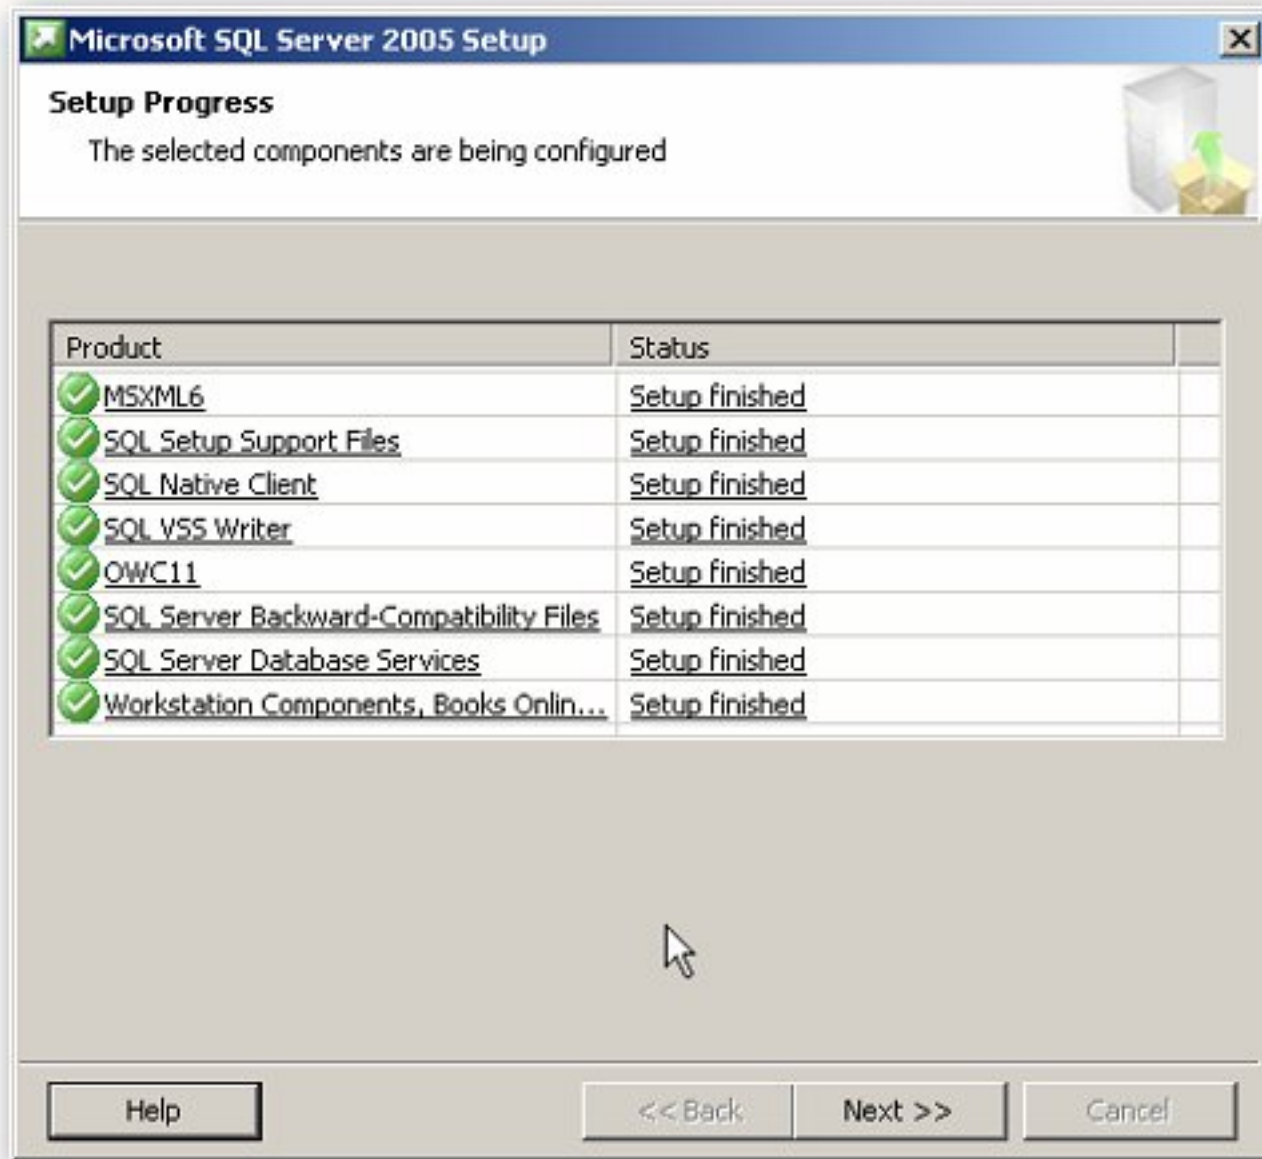 Microsoft SQL Server 2005 Setup
Setup Progress
The selected components are being configured
Product Status
MSXML6 Setup finished
SQL Setup Support Files Setup finished
SQL Native Client Setup finished
SQL VSS Writer Setup finished
OWC11 Setup finished
SQL Server Backward-Compatibility Files Setup finished
SQL Server Database Services Setup finished
Workstation Components, Books Onlin... Setup finished
Help << Back Next >> Cancel